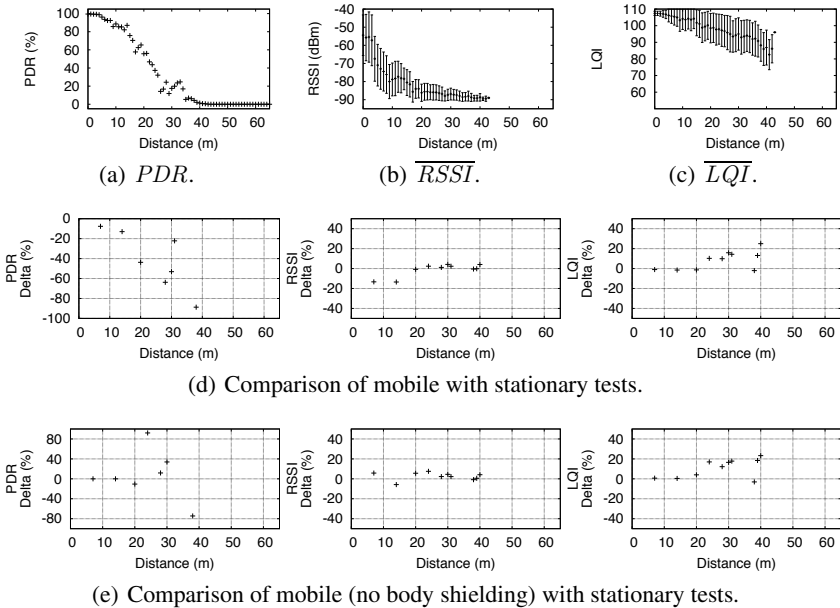 PDR (%)
100
80
60
40
20
0
0 10 20 30 40 50 60
Distance (m)
(a) PDR.
RSSI (dBm)
-40
-50
-60
-70
-80
-90
0 10 20 30 40 50 60
Distance (m)
(b) RSSI.
LQI
110
100
90
80
70
60
0 10 20 30 40 50 60
Distance (m)
(c) LQI.
PDR
Delta (%)
0
-20
-40
-60
-80
-100
0 10 20 30 40 50 60
Distance (m)
RSSI
Delta (%)
40
20
0
-20
-40
0 10 20 30 40 50 60
Distance (m)
LQI
Delta (%)
40
20
0
-20
-40
0 10 20 30 40 50 60
Distance (m)
(d) Comparison of mobile with stationary tests.
PDR
Delta (%)
80
40
0
-40
-80
0 10 20 30 40 50 60
Distance (m)
RSSI
Delta (%)
40
20
0
-20
-40
0 10 20 30 40 50 60
Distance (m)
LQI
Delta (%)
40
20
0
-20
-40
0 10 20 30 40 50 60
Distance (m)
(e) Comparison of mobile (no body shielding) with stationary tests.